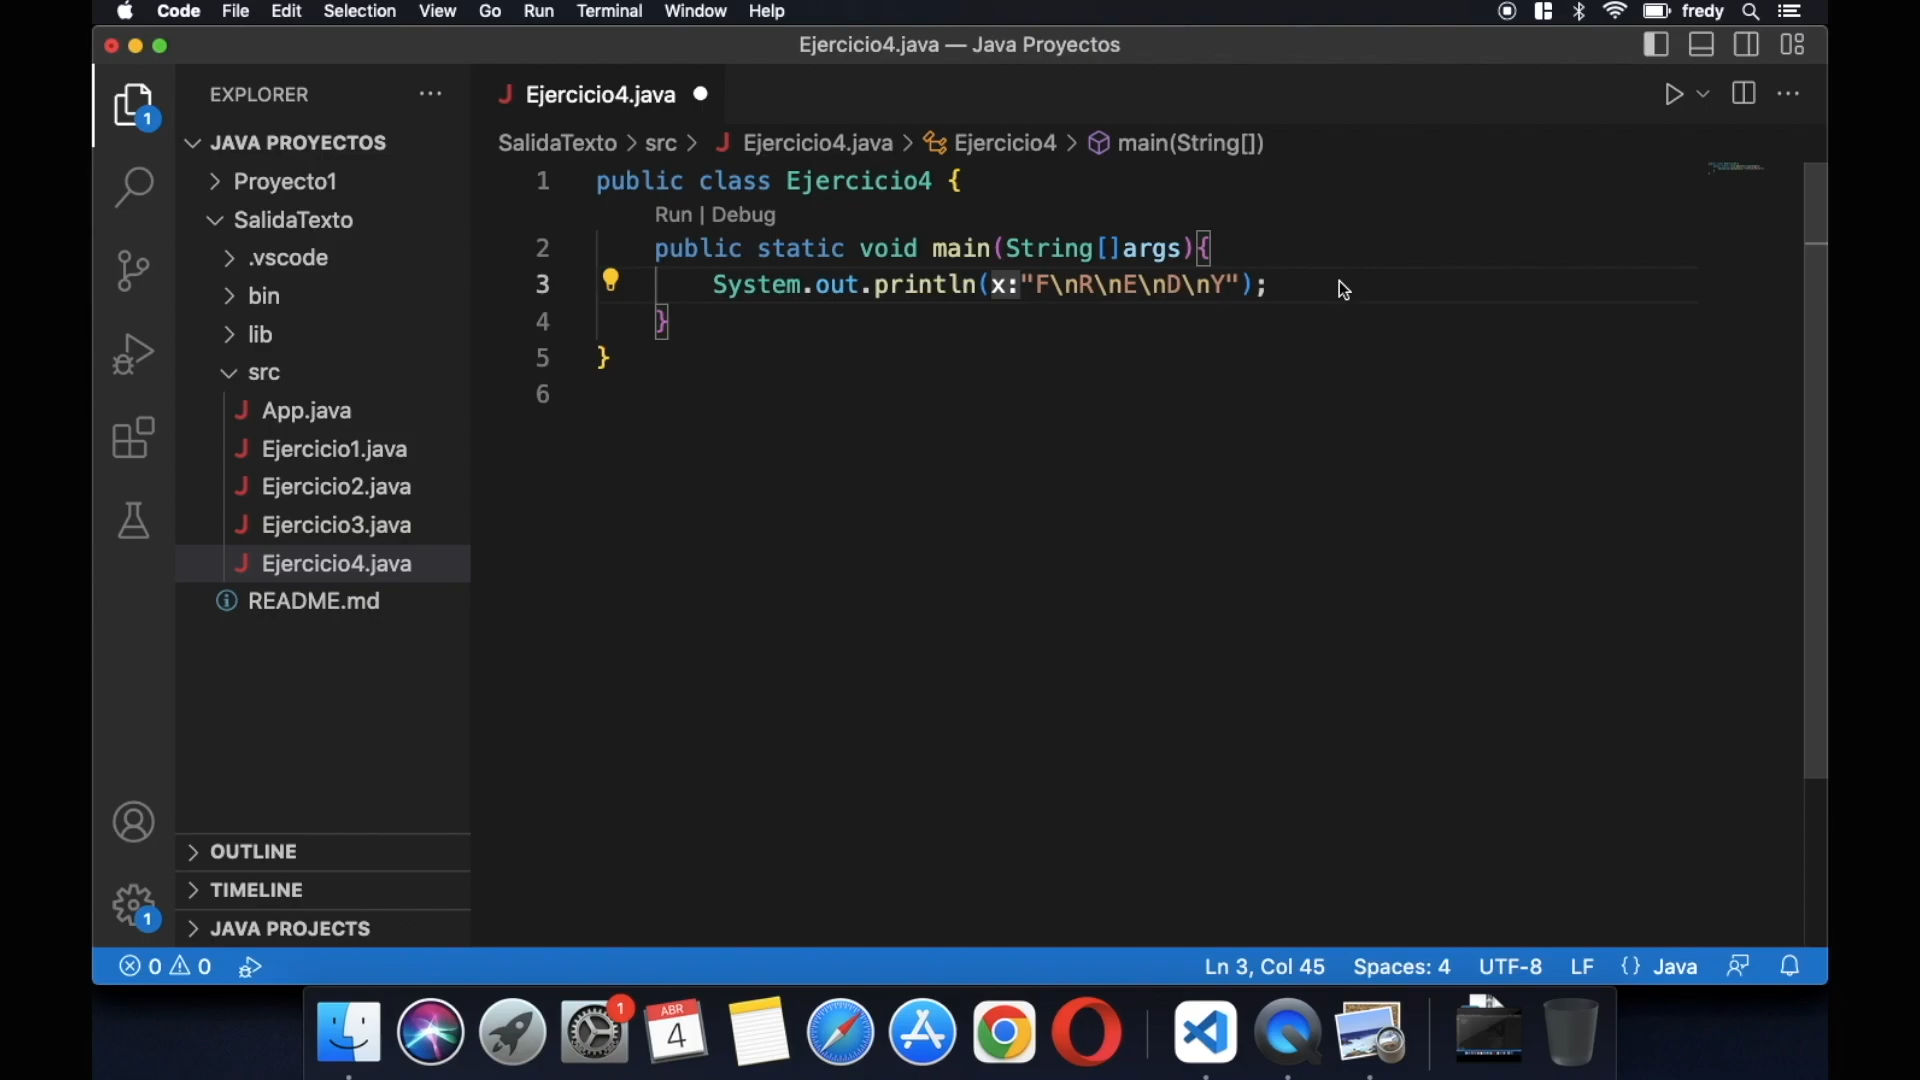 Code File Edit Selection View Go Run Terminal Window Help fredy
Ejercicio4.java — Java Proyectos
EXPLORER
1
JAVA PROYECTOS
Proyecto1
SalidaTexto
.vscode
bin
lib
src
J App.java
J Ejercicio1.java
J Ejercicio2.java
J Ejercicio3.java
J Ejercicio4.java
README.md
OUTLINE
TIMELINE
JAVA PROJECTS
1
J Ejercicio4.java
SalidaTexto > src > J Ejercicio4.java > Ejercicio4 > main(String[])
1 public class Ejercicio4 {
Run | Debug
2 public static void main(String[]args){
3 System.out.println(x:"F\nR\nE\nD\nY");
4 }
5 }
6
0 0 Ln 3, Col 45 Spaces: 4 UTF-8 LF {} Java
1
ABR
4